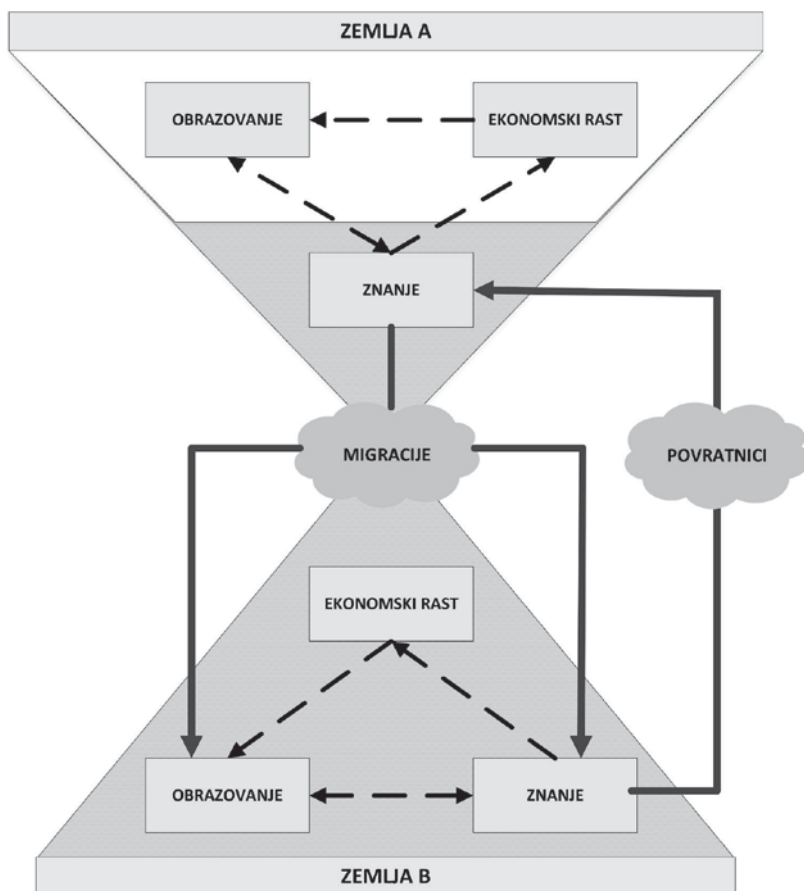 ZEMLJA A
OBRAZOVANJE
EKONOMSKI RAST
ZNANJE
MIGRACIJE
POVRATNICI
EKONOMSKI RAST
OBRAZOVANJE
ZNANJE
ZEMLJA B